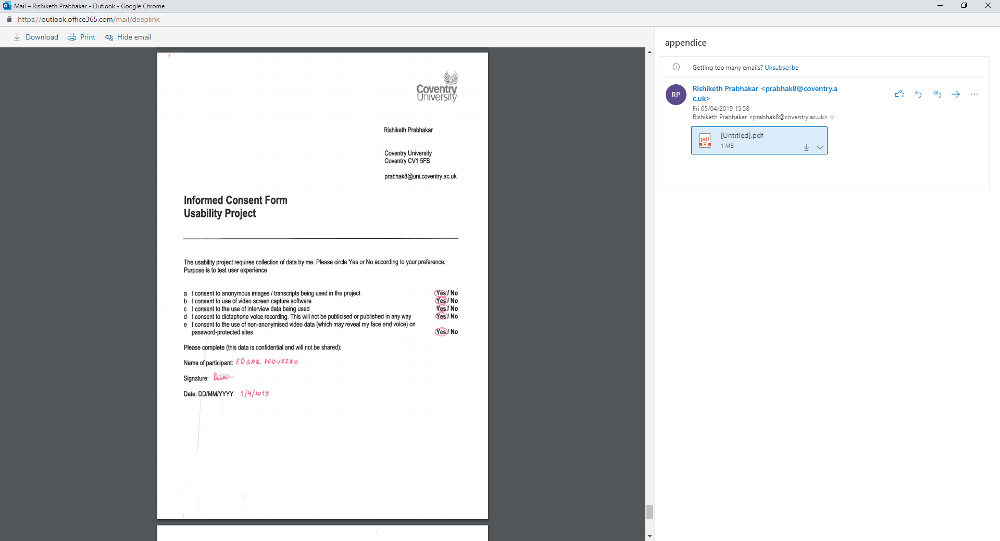 Mail – Rishiketh Prabhakar - Outlook - Google Chrome
https://outlook.office365.com/mail/deeplink
Download Print Hide email
Coventry
University
Rishiketh Prabhakar
Coventry University
Coventry CV1 5FB
prabhak8@uni.coventry.ac.uk
Informed Consent Form
Usability Project
The usability project requires collection of data by me. Please circle Yes or No according to your preference.
Purpose is to test user experience
a I consent to anonymous images / transcripts being used in the project Yes / No
b I consent to use of video screen capture software Yes / No
c I consent to the use of interview data being used Yes / No
d I consent to dictaphone voice recording. This will not be publicised or published in any way Yes / No
e I consent to the use of non-anonymised video data (which may reveal my face and voice) on
password-protected sites Yes / No
Please complete (this data is confidential and will not be shared):
Name of participant: EDGAR PODVEZKO
Signature:
Date: DD/MM/YYYY 1/4/2019
appendice
Getting too many emails? Unsubscribe
RP
Rishiketh Prabhakar <prabhak8@coventry.a
c.uk>
Fri 05/04/2019 15:58
Rishiketh Prabhakar <prabhak8@coventry.ac.uk>
pdf
[Untitled].pdf
1 MB